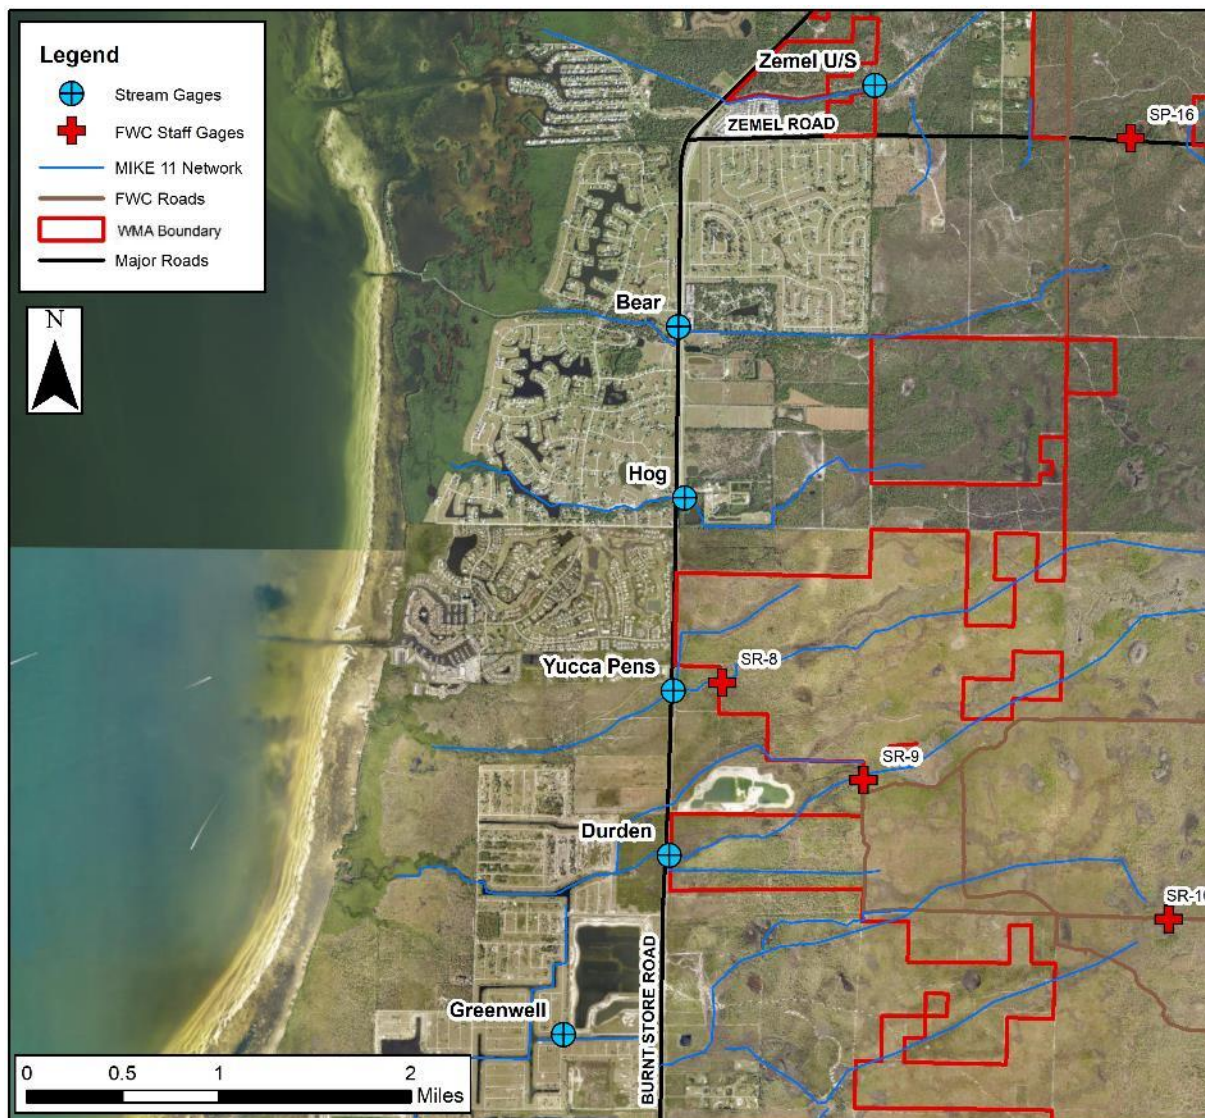 Legend
Stream Gages
FWC Staff Gages
MIKE 11 Network
FWC Roads
WMA Boundary
Major Roads
N
Zemel U/S
ZEMEL ROAD
SP-16
Bear
Hog
Yucca Pens
SR-8
SR-9
Durden
SR-10
Greenwell
BURNT STORE ROAD
0 0.5 1 2
Miles